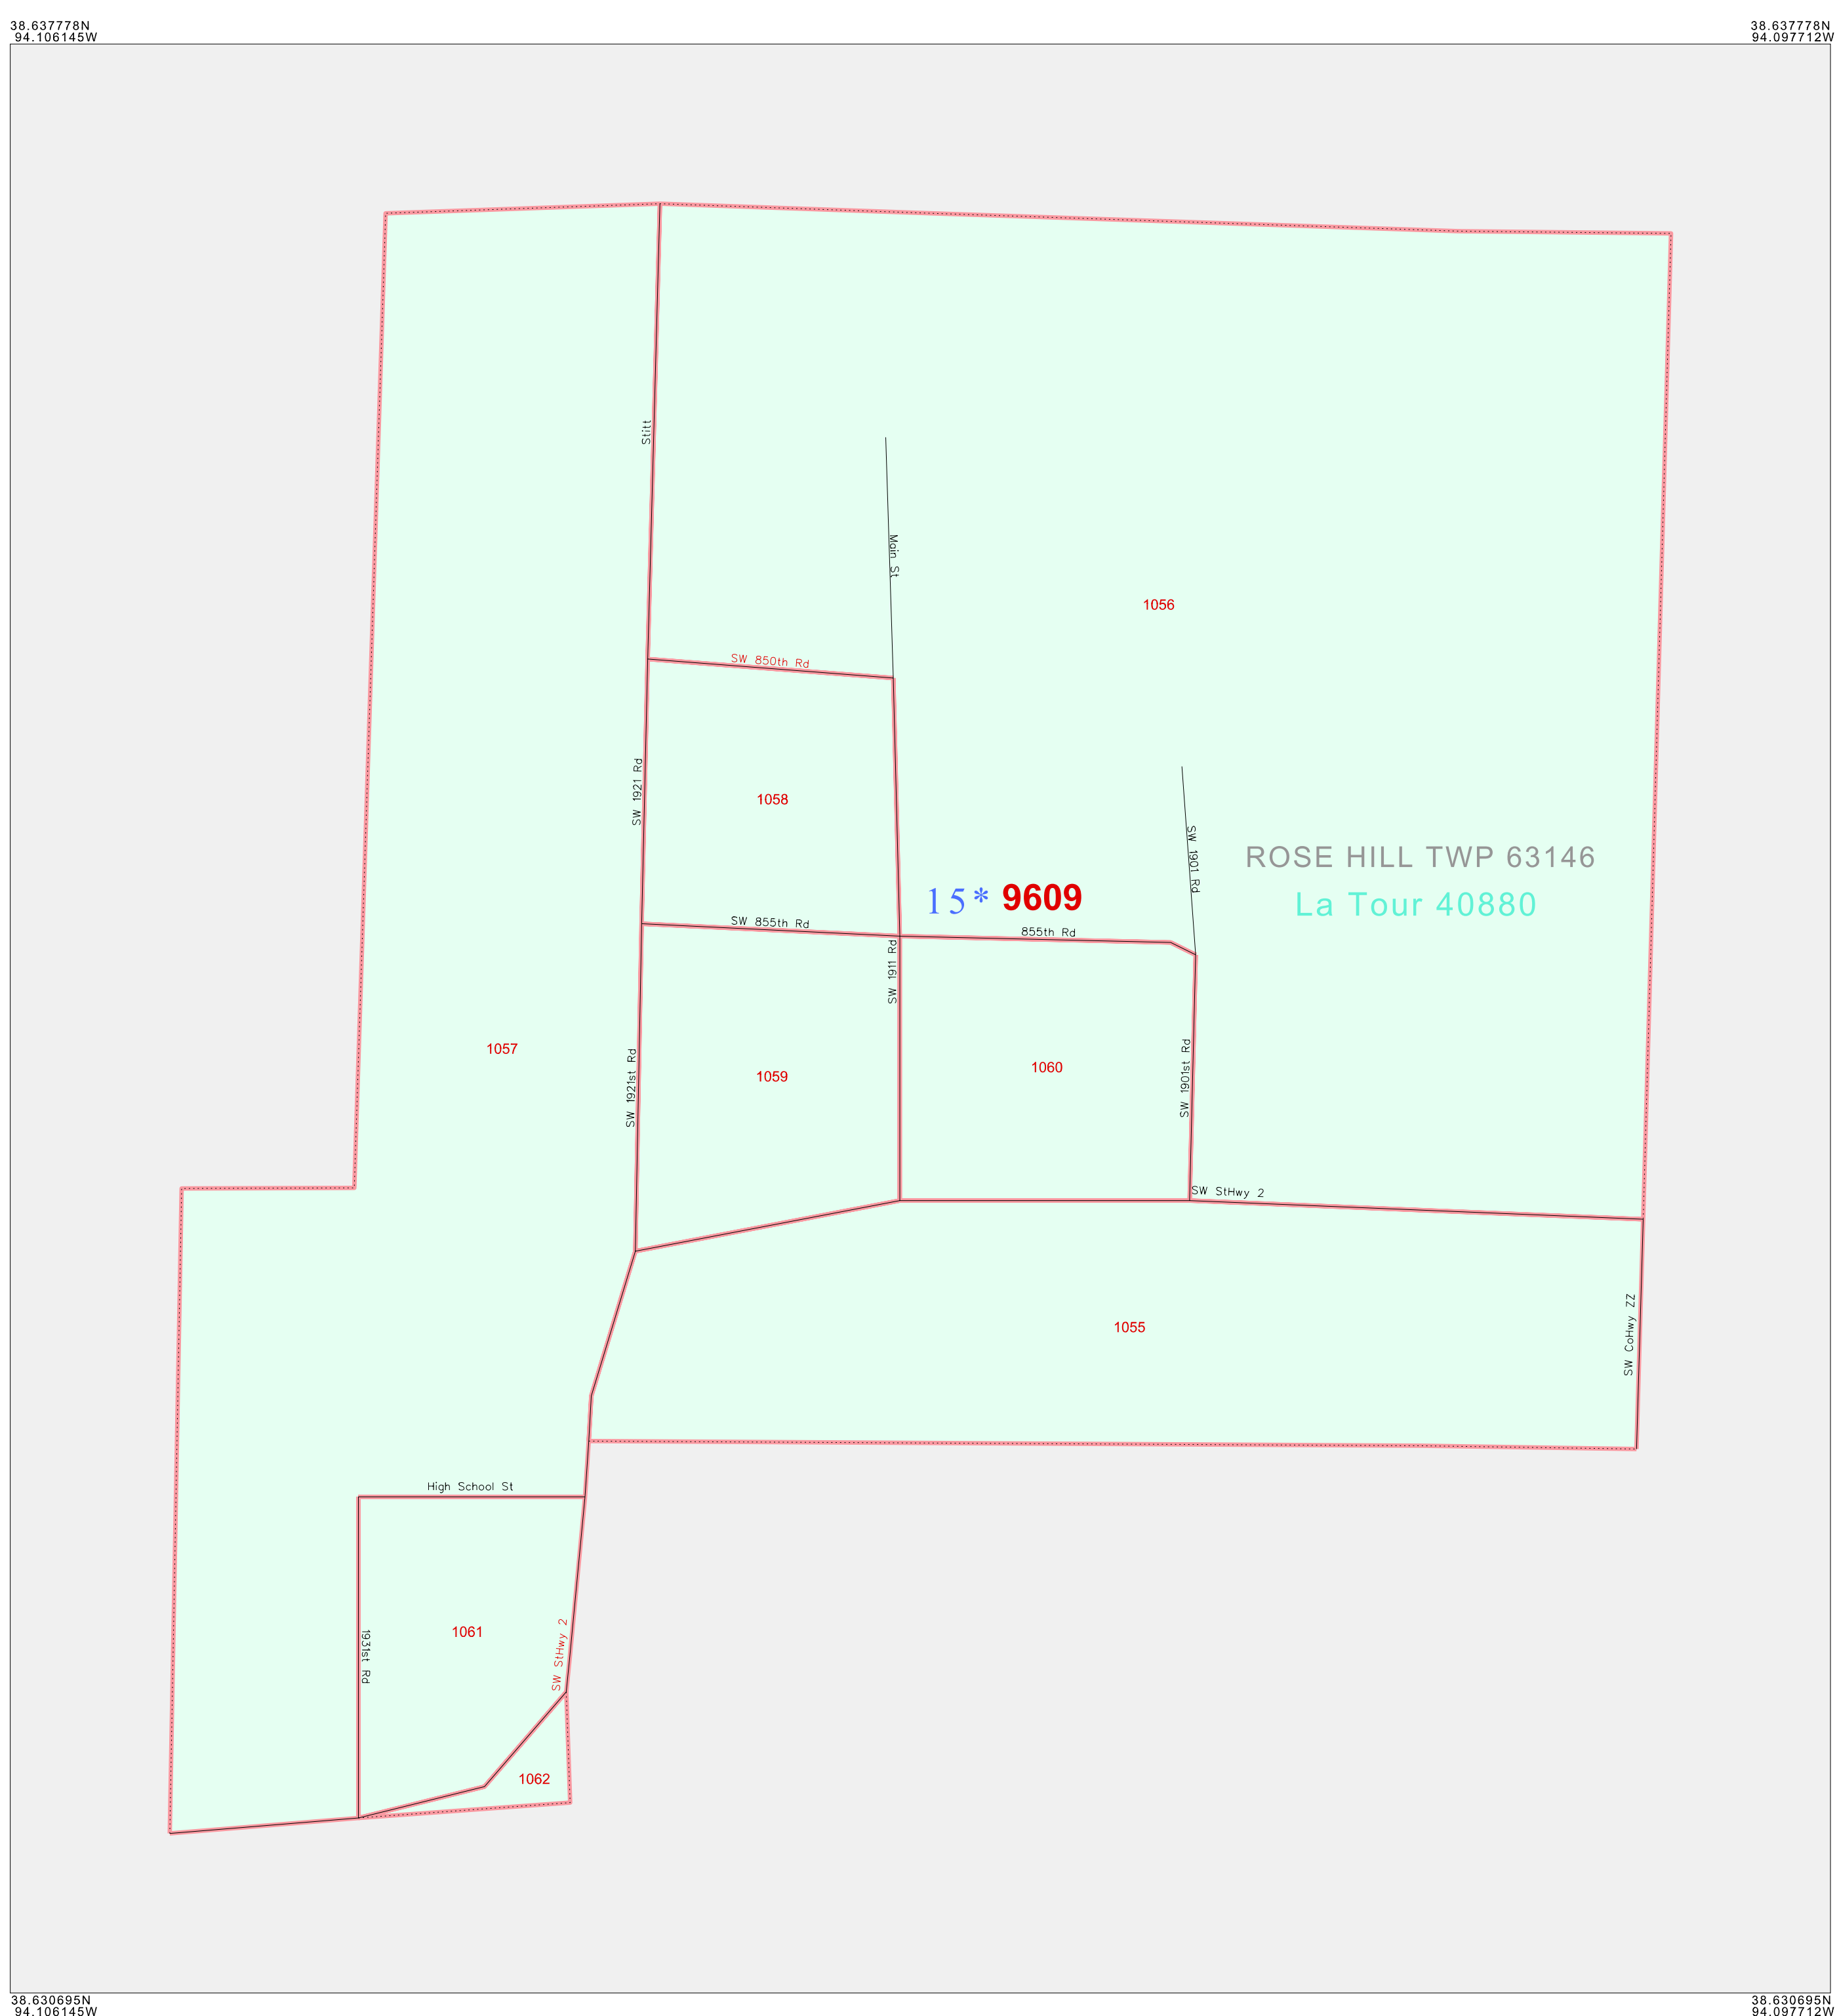 38.637778N
94.106145W
38.637778N
94.097712W
Stitt
Main St
1056
SW 850th Rd
SW 1921 Rd
1058
SW 1901 Rd
ROSE HILL TWP 63146
15* 9609
La Tour 40880
SW 855th Rd
855th Rd
SW 1911 Rd
1057
SW 1921st Rd
1059
1060
SW 1901st Rd
SW StHwy 2
1055
SW CoHwy ZZ
High School St
1061
1931st Rd
SW StHwy 2
1062
38.630695N
94.106145W
38.630695N
94.097712W